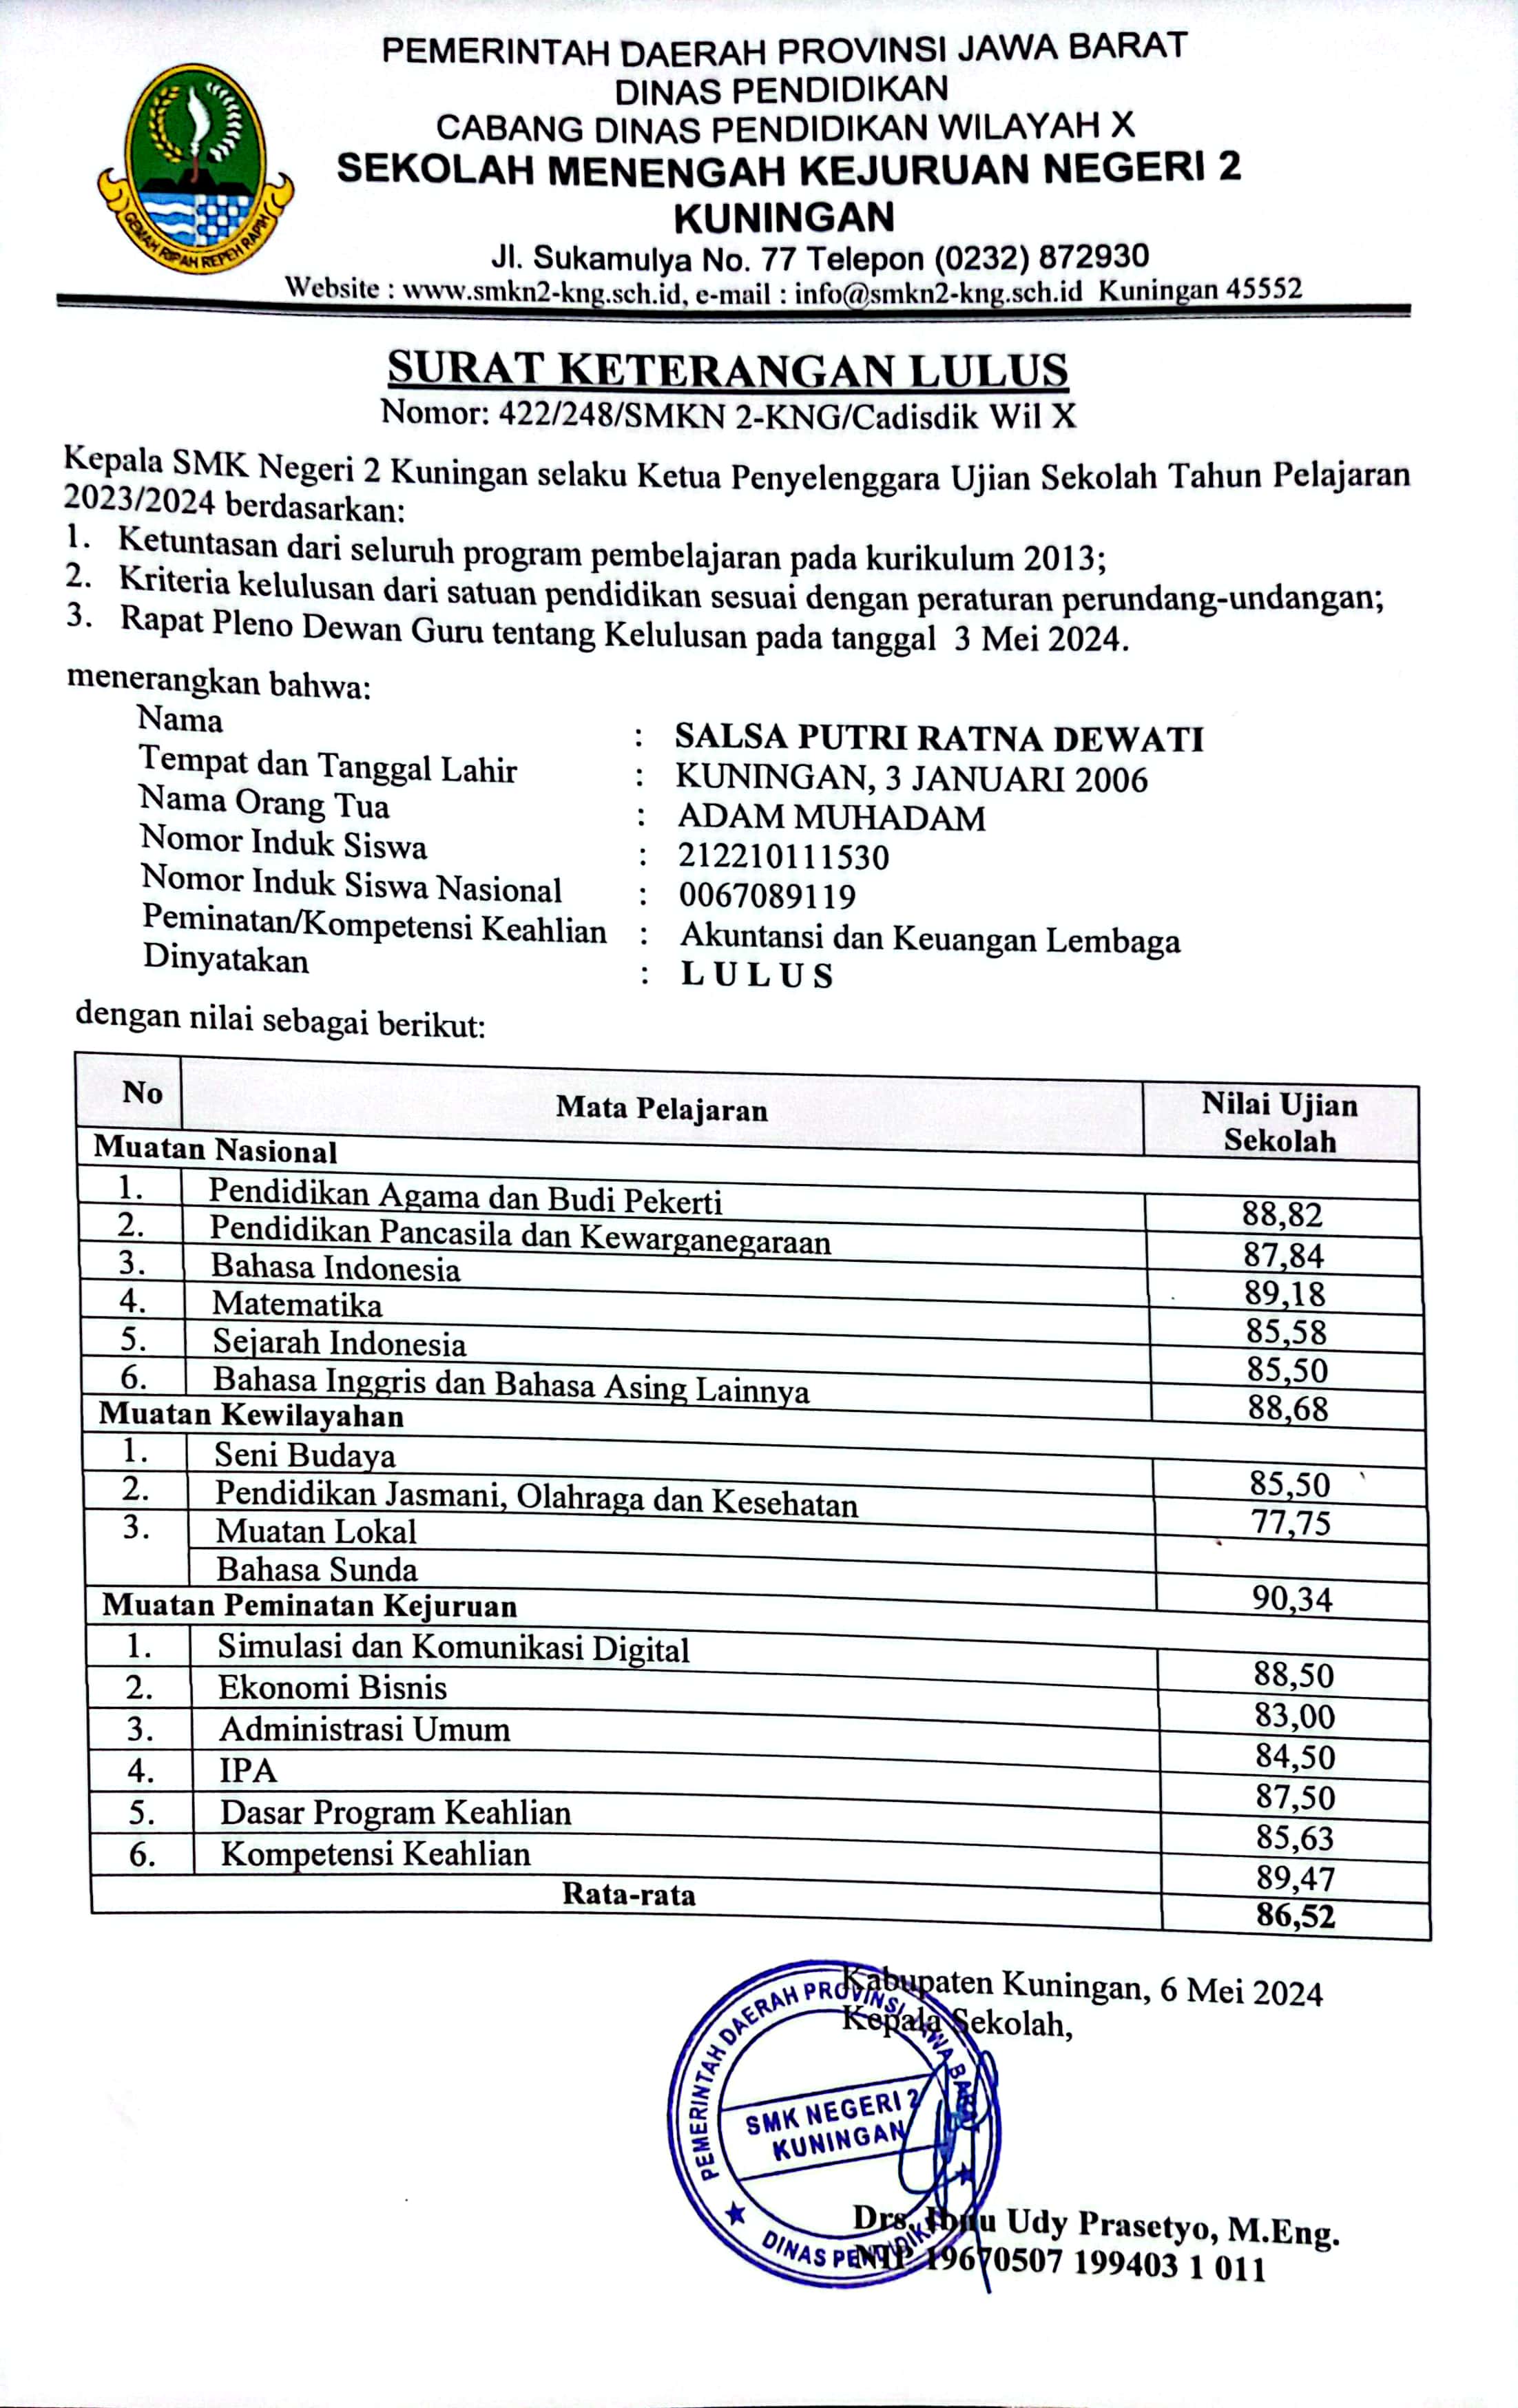 PEMERINTAH DAERAH PROVINSI JAWA BARAT
DINAS PENDIDIKAN
CABANG DINAS PENDIDIKAN WILAYAH X
SEKOLAH MENENGAH KEJURUAN NEGERI 2
KUNINGAN
Jl. Sukamulya No. 77 Telepon (0232) 872930
Website : www.smkn2-kng.sch.id, e-mail : info@smkn2-kng.sch.id Kuningan 45552
GEMAH RIPAH REPEH RAPIH
SURAT KETERANGAN LULUS
Nomor: 422/248/SMKN 2-KNG/Cadisdik Wil X
Kepala SMK Negeri 2 Kuningan selaku Ketua Penyelenggara Ujian Sekolah Tahun Pelajaran
2023/2024 berdasarkan:
1. Ketuntasan dari seluruh program pembelajaran pada kurikulum 2013;
2. Kriteria kelulusan dari satuan pendidikan sesuai dengan peraturan perundang-undangan;
3. Rapat Pleno Dewan Guru tentang Kelulusan pada tanggal 3 Mei 2024.
menerangkan bahwa:
Nama : SALSA PUTRI RATNA DEWATI
Tempat dan Tanggal Lahir : KUNINGAN, 3 JANUARI 2006
Nama Orang Tua : ADAM MUHADAM
Nomor Induk Siswa : 212210111530
Nomor Induk Siswa Nasional : 0067089119
Peminatan/Kompetensi Keahlian : Akuntansi dan Keuangan Lembaga
Dinyatakan : L U L U S
dengan nilai sebagai berikut:
No Mata Pelajaran Nilai Ujian Sekolah
Muatan Nasional
1. Pendidikan Agama dan Budi Pekerti 88,82
2. Pendidikan Pancasila dan Kewarganegaraan 87,84
3. Bahasa Indonesia 89,18
4. Matematika 85,58
5. Sejarah Indonesia 85,50
6. Bahasa Inggris dan Bahasa Asing Lainnya 88,68
Muatan Kewilayahan
1. Seni Budaya 85,50
2. Pendidikan Jasmani, Olahraga dan Kesehatan 77,75
3. Muatan Lokal
Bahasa Sunda 90,34
Muatan Peminatan Kejuruan
1. Simulasi dan Komunikasi Digital 88,50
2. Ekonomi Bisnis 83,00
3. Administrasi Umum 84,50
4. IPA 87,50
5. Dasar Program Keahlian 85,63
6. Kompetensi Keahlian 89,47
Rata-rata 86,52
Kabupaten Kuningan, 6 Mei 2024
Kepala Sekolah,
PEMERINTAH DAERAH PROVINSI JAWA BARAT
SMK NEGERI 2
KUNINGAN
DINAS PENDIDIKAN
Drs. Ibnu Udy Prasetyo, M.Eng.
NIP 19670507 199403 1 011